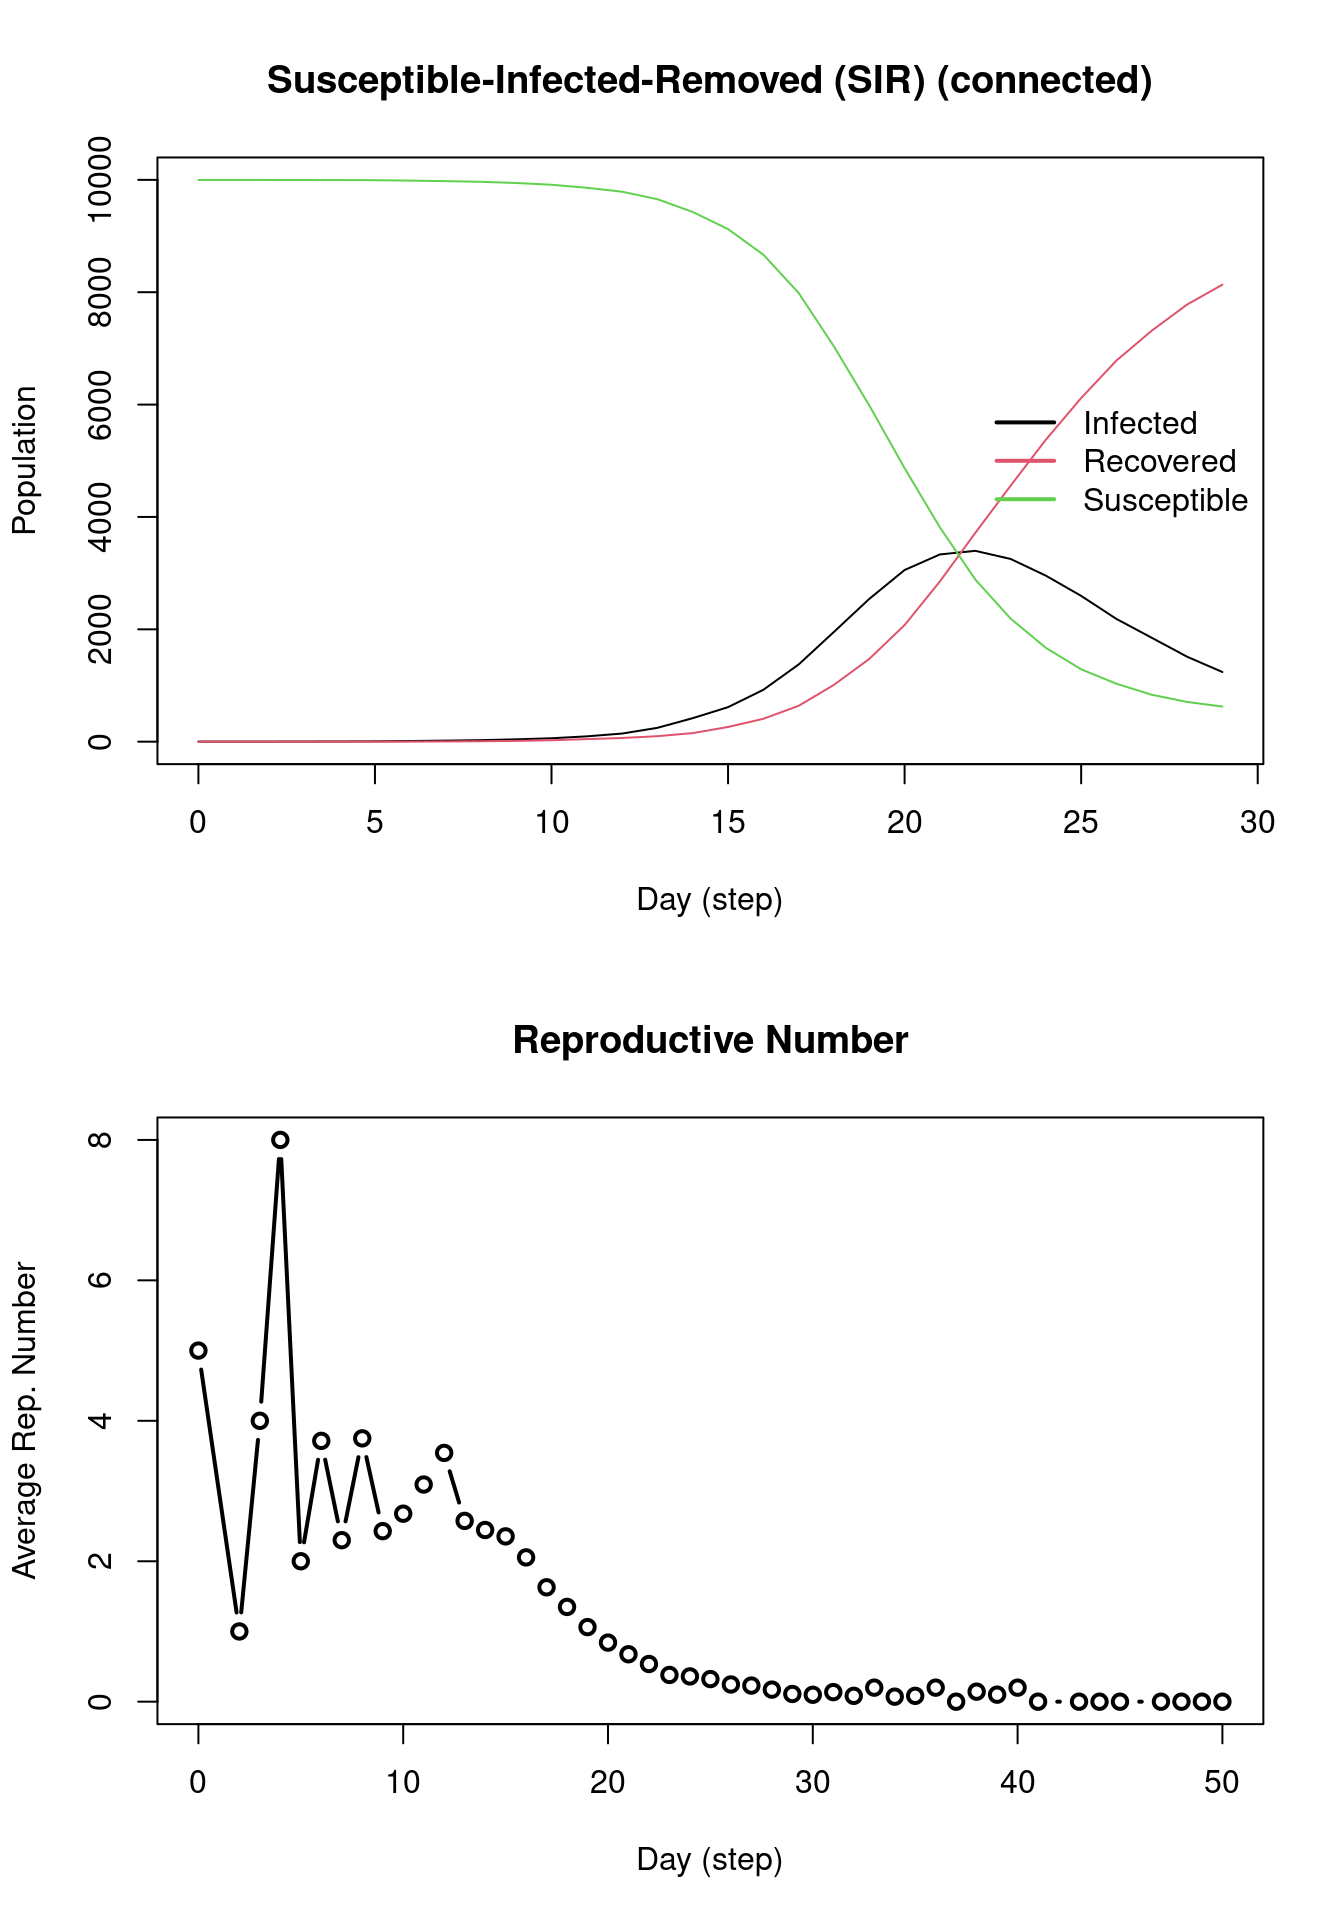 Susceptible-Infected-Removed (SIR) (connected)
Population
10000
8000
6000
4000
2000
0
Infected
Recovered
Susceptible
0 5 10 15 20 25 30
Day (step)
Reproductive Number
Average Rep. Number
8
6
4
2
0
0 10 20 30 40 50
Day (step)